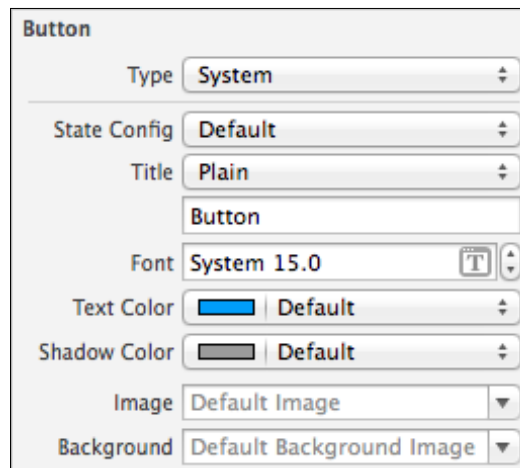 Button
Type System
State Config Default
Title Plain
Button
Font System 15.0 T
Text Color Default
Shadow Color Default
Image Default Image
Background Default Background Image